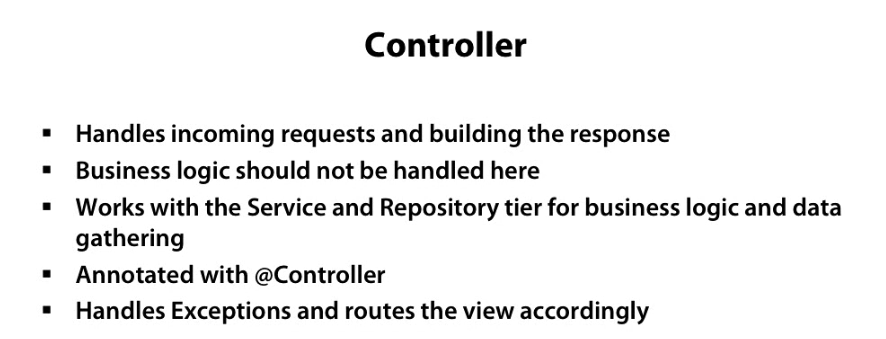 Controller
▪ Handles incoming requests and building the response
▪ Business logic should not be handled here
▪ Works with the Service and Repository tier for business logic and data
gathering
▪ Annotated with @Controller
▪ Handles Exceptions and routes the view accordingly